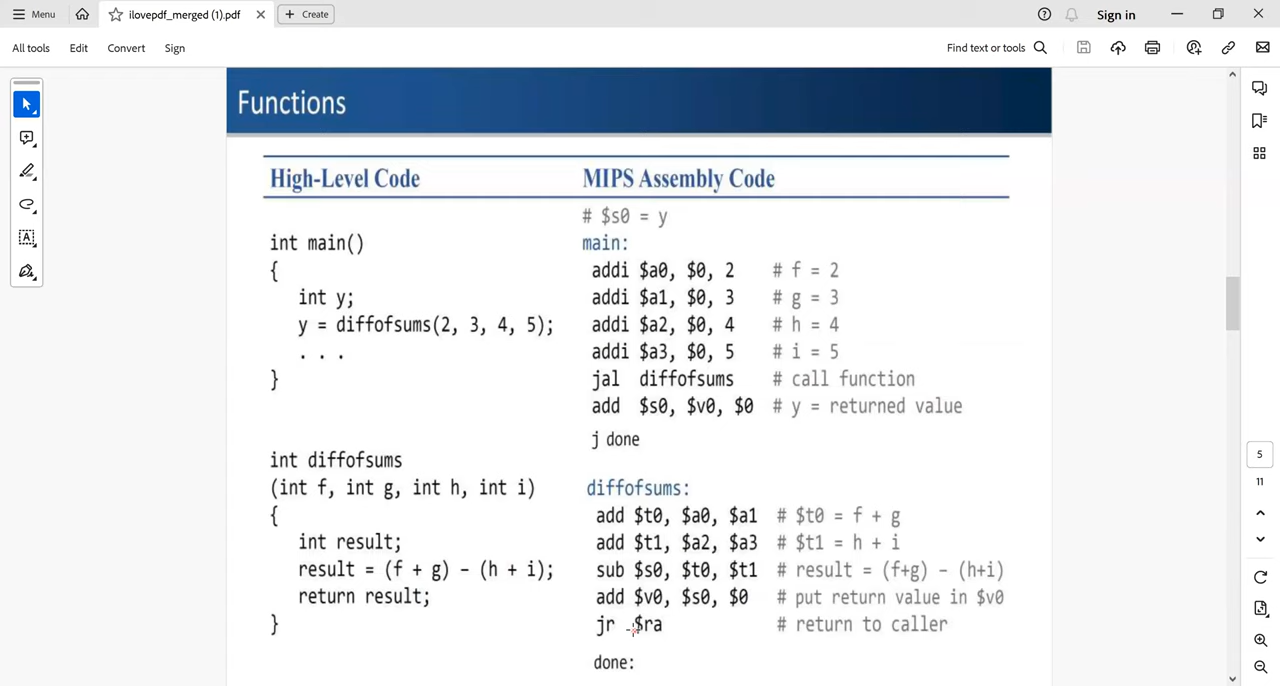 Menu
ilovepdf_merged (1).pdf
Create
Sign in
All tools
Edit
Convert
Sign
Find text or tools
Functions
High-Level Code
int main()
{
int y;
y = diffofsums(2, 3, 4, 5);
. . .
}
int diffofsums
(int f, int g, int h, int i)
{
int result;
result = (f + g) − (h + i);
return result;
}
MIPS Assembly Code
# $s0 = y
main:
addi $a0, $0, 2 # f = 2
addi $a1, $0, 3 # g = 3
addi $a2, $0, 4 # h = 4
addi $a3, $0, 5 # i = 5
jal diffofsums # call function
add $s0, $v0, $0 # y = returned value
j done
diffofsums:
add $t0, $a0, $a1 # $t0 = f + g
add $t1, $a2, $a3 # $t1 = h + i
sub $s0, $t0, $t1 # result = (f+g) − (h+i)
add $v0, $s0, $0 # put return value in $v0
jr $ra # return to caller
done:
5
11